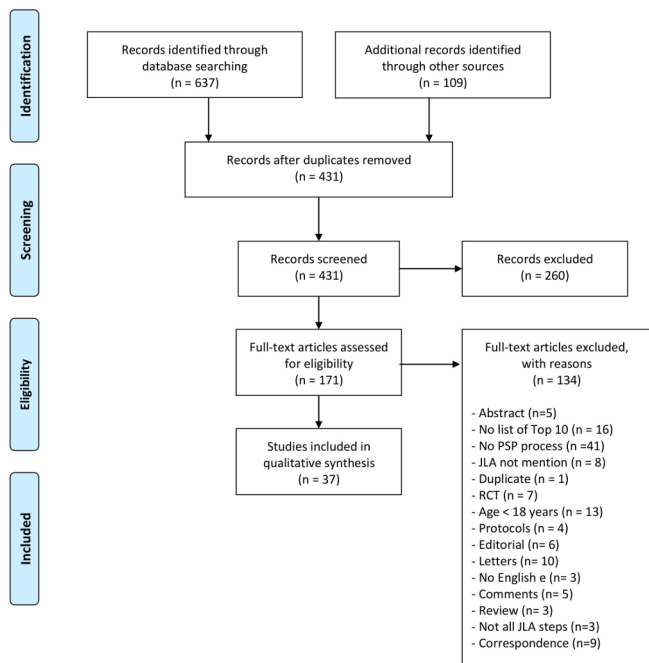 Identification
Records identified through
database searching
(n = 637)
Additional records identified
through other sources
(n = 109)
Records after duplicates removed
(n = 431)
Screening
Records screened
(n = 431)
Records excluded
(n = 260)
Eligibility
Full-text articles assessed
for eligibility
(n = 171)
Full-text articles excluded,
with reasons
(n = 134)
- Abstract (n=5)
- No list of Top 10 (n = 16)
- No PSP process (n =41)
- JLA not mention (n = 8)
- Duplicate (n = 1)
- RCT (n = 7)
- Age < 18 years (n = 13)
- Protocols (n = 4)
- Editorial (n= 6)
- Letters (n = 10)
- No English e (n = 3)
- Comments (n= 5)
- Review (n = 3)
- Not all JLA steps (n=3)
- Correspondence (n=9)
Studies included in
qualitative synthesis
(n = 37)
Included